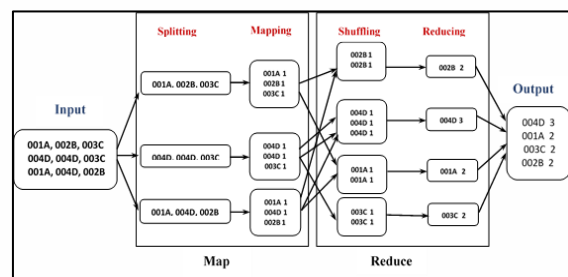 Splitting
Mapping
Shuffling
Reducing
Input
001A, 002B, 003C
004D, 004D, 003C
001A, 004D, 002B
001A, 002B, 003C
004D, 004D, 003C
001A, 004D, 002B
001A 1
002B 1
003C 1
004D 1
004D 1
003C 1
001A 1
004D 1
002B 1
002B 1
002B 1
004D 1
004D 1
004D 1
001A 1
001A 1
003C 1
003C 1
002B 2
004D 3
001A 2
003C 2
Output
004D 3
001A 2
003C 2
002B 2
Map
Reduce